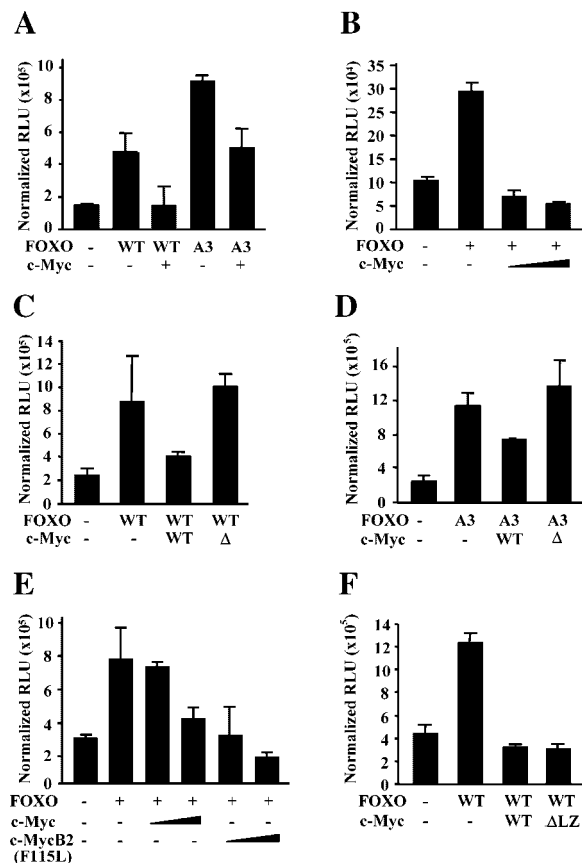 A
Normalized RLU (x10⁵)
10
8
6
4
2
0
FOXO - WT WT A3 A3
c-Myc - - + - +
B
Normalized RLU (x10⁴)
35
30
25
20
15
10
5
0
FOXO - + + +
c-Myc - -
C
Normalized RLU (x10⁵)
14
12
10
8
6
4
2
0
FOXO - WT WT WT
c-Myc - - WT Δ
D
Normalized RLU (x10⁻⁵)
16
12
8
4
0
FOXO - A3 A3 A3
c-Myc - - WT Δ
E
Normalized RLU (x10⁵)
10
8
6
4
2
0
FOXO - + + + + +
c-Myc - - - -
c-MycB2 - - - -
(F115L)
F
Normalized RLU (x10⁵)
14
12
10
8
6
4
2
0
FOXO - WT WT WT
c-Myc - - WT ΔLZ